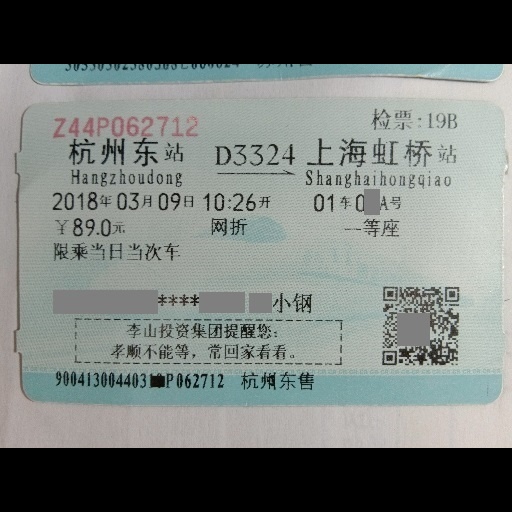 Z44P062712
检票:19B
杭州东站 D3324 上海虹桥站
Hangzhoudong Shanghaihongqiao
2018年03月09日 10:26开 01车0 A号
￥89.0元 网折 一等座
限乘当日当次车
**** 小钢
李山投资集团提醒您:
孝顺不能等，常回家看看。
900413004403 P062712 杭州东售